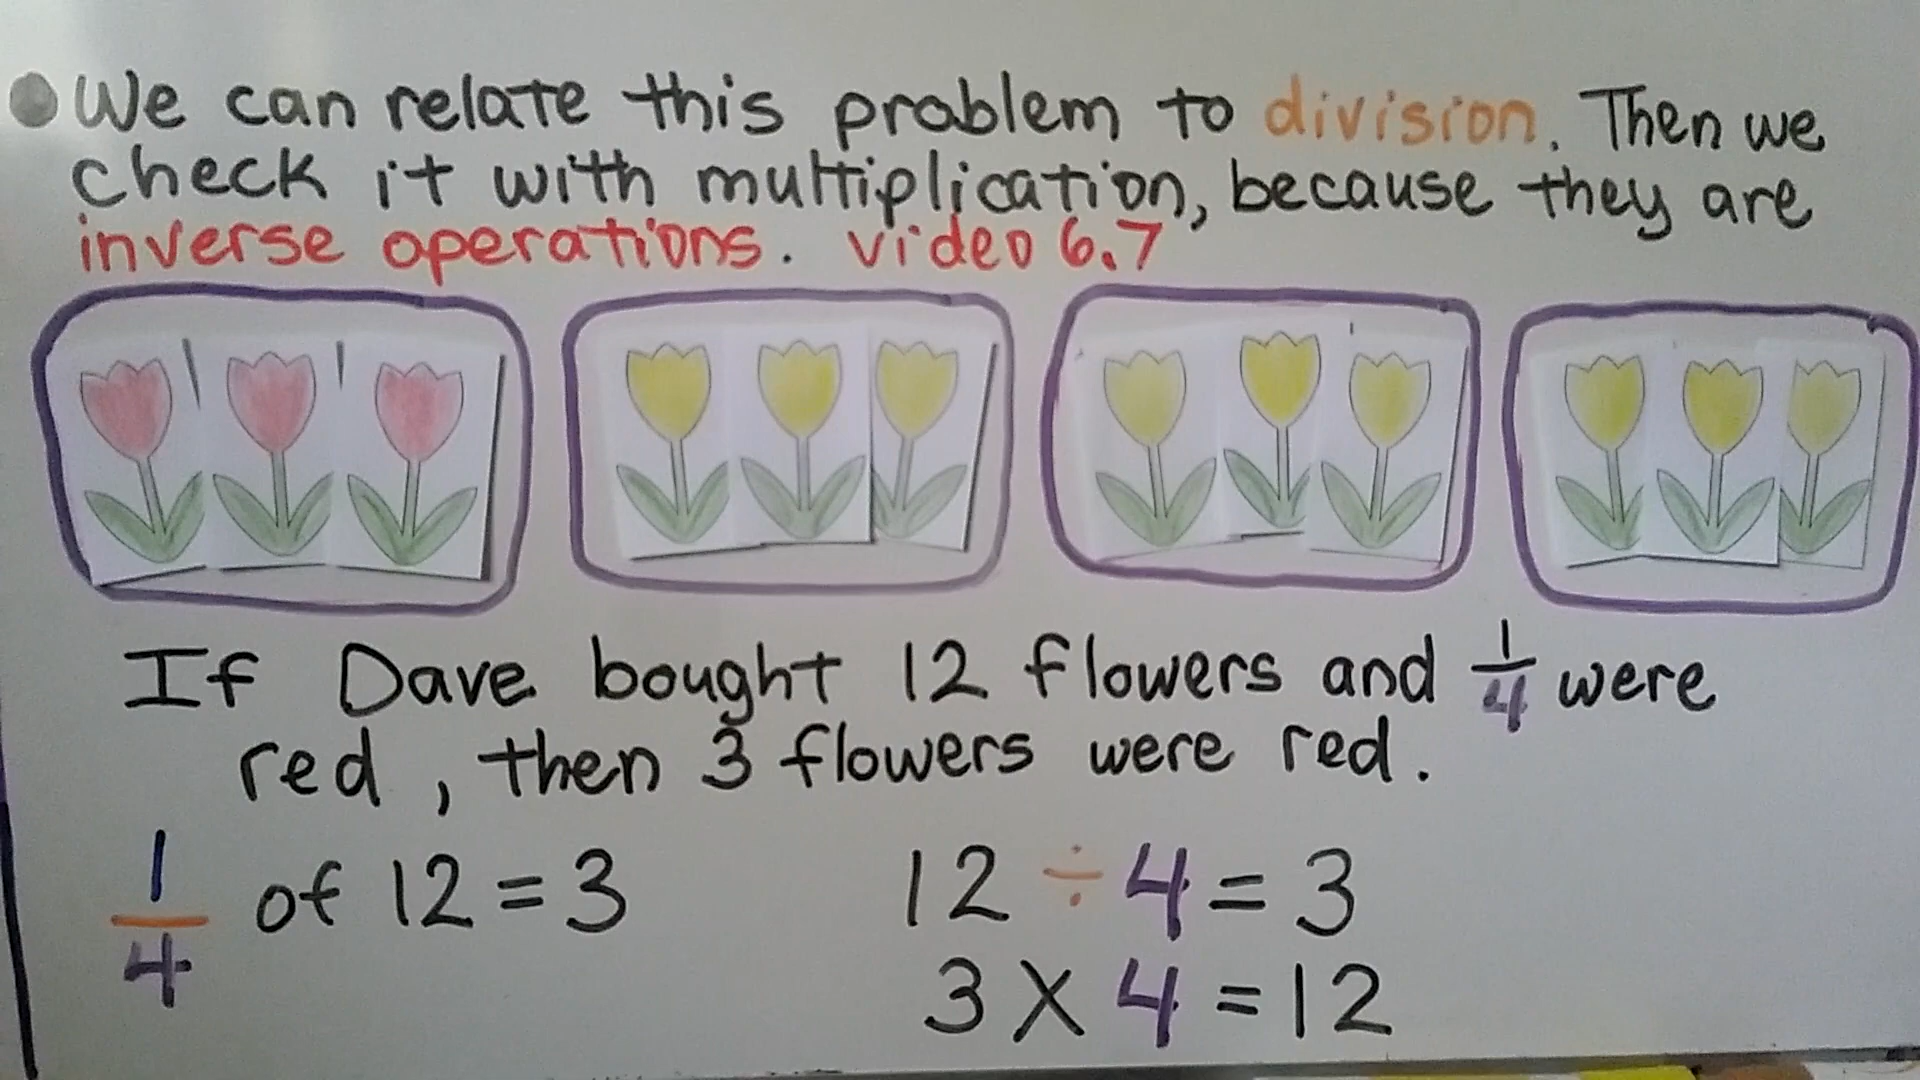 We can relate this problem to division. Then we
check it with multiplication, because they are
inverse operations. video 6.7
If Dave bought 12 flowers and 1/4 were
red, then 3 flowers were red.
1/4 of 12 = 3
12 ÷ 4 = 3
3 X 4 = 12